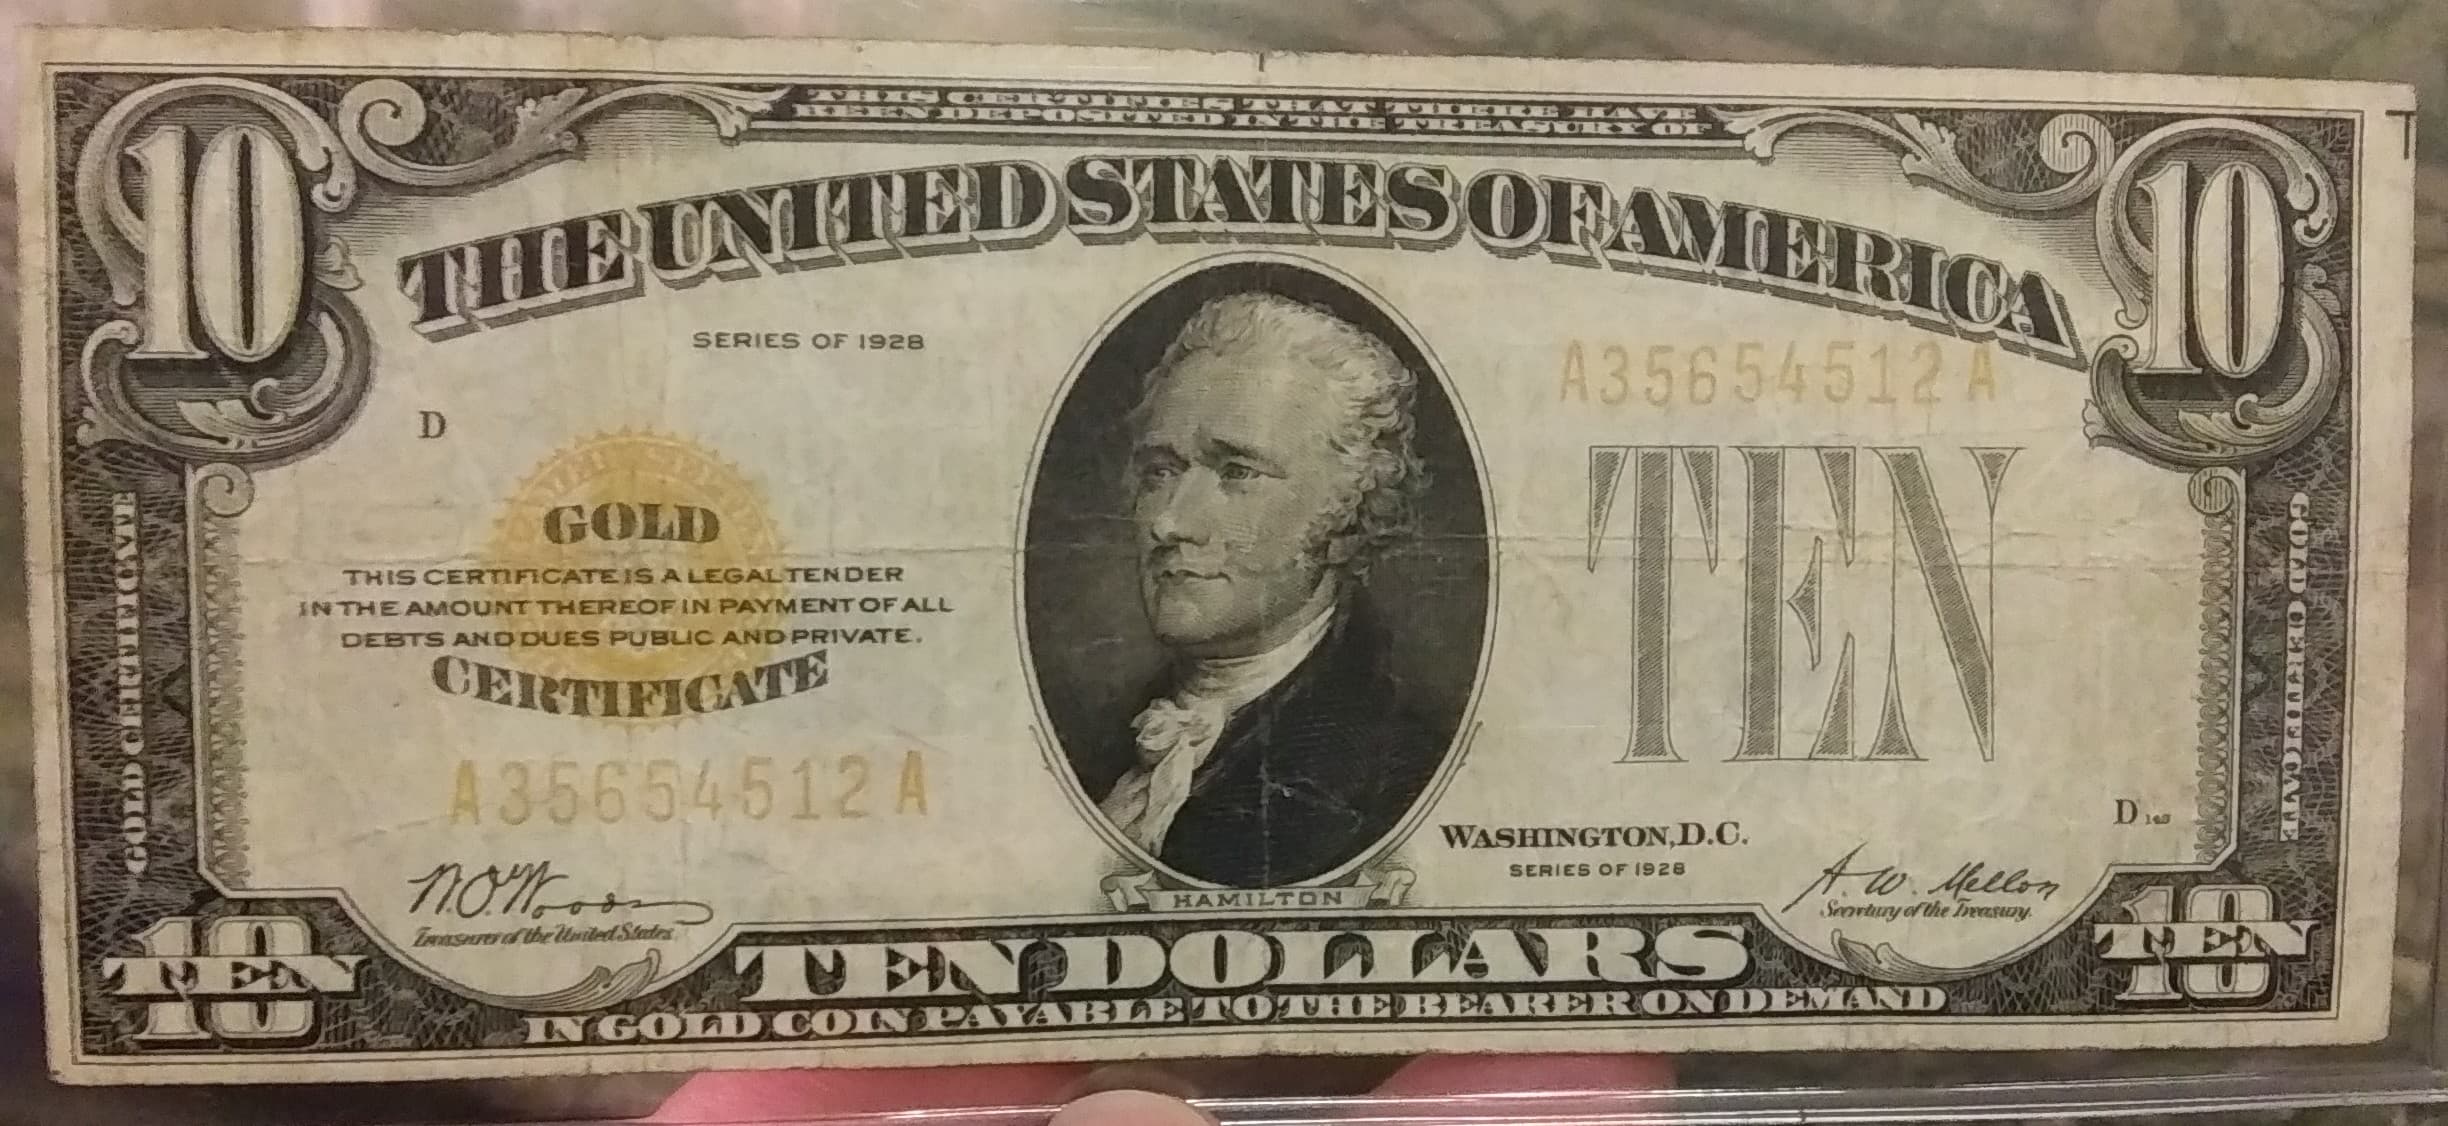 THIS CERTIFIES THAT THERE HAVE
BEEN DEPOSITED IN THE TREASURY OF
10
10
THE UNITED STATES OF AMERICA
SERIES OF 1928
A35654512A
D
GOLD
THIS CERTIFICATE IS A LEGAL TENDER
IN THE AMOUNT THEREOF IN PAYMENT OF ALL
DEBTS AND DUES PUBLIC AND PRIVATE.
CERTIFICATE
TEN
GOLD CERTIFICATE
GOLD CERTIFICATE
A35654512A
WASHINGTON, D.C.
SERIES OF 1928
D
W.O. Woods
Treasurer of the United States
HAMILTON
A. W. Mellon
Secretary of the Treasury.
10
TEN
TEN DOLLARS
10
TEN
IN GOLD COIN PAYABLE TO THE BEARER ON DEMAND